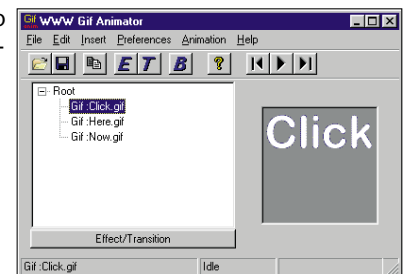 o
-
Gif WWW Gif Animator
File Edit Insert Preferences Animation Help
E T B ?
Root
Gif :Click.gif
Gif :Here.gif
Gif :Now.gif
Click
Effect/Transition
Gif :Click.gif Idle